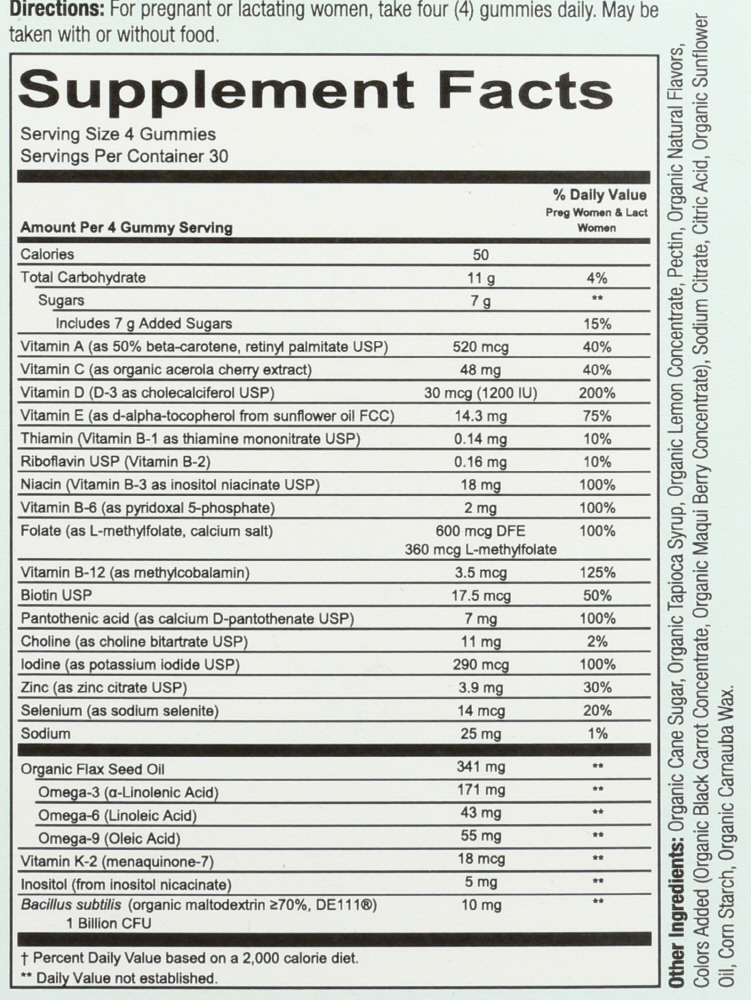 Directions: For pregnant or lactating women, take four (4) gummies daily. May be
taken with or without food.
Supplement Facts
Serving Size 4 Gummies
Servings Per Container 30
% Daily Value
Preg Women & Lact
Amount Per 4 Gummy Serving Women
Calories 50
Total Carbohydrate 11 g 4%
Sugars 7 g **
Includes 7 g Added Sugars 15%
Vitamin A (as 50% beta-carotene, retinyl palmitate USP) 520 mcg 40%
Vitamin C (as organic acerola cherry extract) 48 mg 40%
Vitamin D (D-3 as cholecalciferol USP) 30 mcg (1200 IU) 200%
Vitamin E (as d-alpha-tocopherol from sunflower oil FCC) 14.3 mg 75%
Thiamin (Vitamin B-1 as thiamine mononitrate USP) 0.14 mg 10%
Riboflavin USP (Vitamin B-2) 0.16 mg 10%
Niacin (Vitamin B-3 as inositol niacinate USP) 18 mg 100%
Vitamin B-6 (as pyridoxal 5-phosphate) 2 mg 100%
Folate (as L-methylfolate, calcium salt) 600 mcg DFE 100%
360 mcg L-methylfolate
Vitamin B-12 (as methylcobalamin) 3.5 mcg 125%
Biotin USP 17.5 mcg 50%
Pantothenic acid (as calcium D-pantothenate USP) 7 mg 100%
Choline (as choline bitartrate USP) 11 mg 2%
Iodine (as potassium iodide USP) 290 mcg 100%
Zinc (as zinc citrate USP) 3.9 mg 30%
Selenium (as sodium selenite) 14 mcg 20%
Sodium 25 mg 1%
Organic Flax Seed Oil 341 mg **
Omega-3 (α-Linolenic Acid) 171 mg **
Omega-6 (Linoleic Acid) 43 mg **
Omega-9 (Oleic Acid) 55 mg **
Vitamin K-2 (menaquinone-7) 18 mcg **
Inositol (from inositol nicacinate) 5 mg **
Bacillus subtilis (organic maltodextrin ≥70%, DE111®) 10 mg **
1 Billion CFU
† Percent Daily Value based on a 2,000 calorie diet.
** Daily Value not established.
Other Ingredients: Organic Cane Sugar, Organic Tapioca Syrup, Organic Lemon Concentrate, Pectin, Organic Natural Flavors,
Colors Added (Organic Black Carrot Concentrate, Organic Maqui Berry Concentrate), Sodium Citrate, Citric Acid, Organic Sunflower
Oil, Corn Starch, Organic Carnauba Wax.